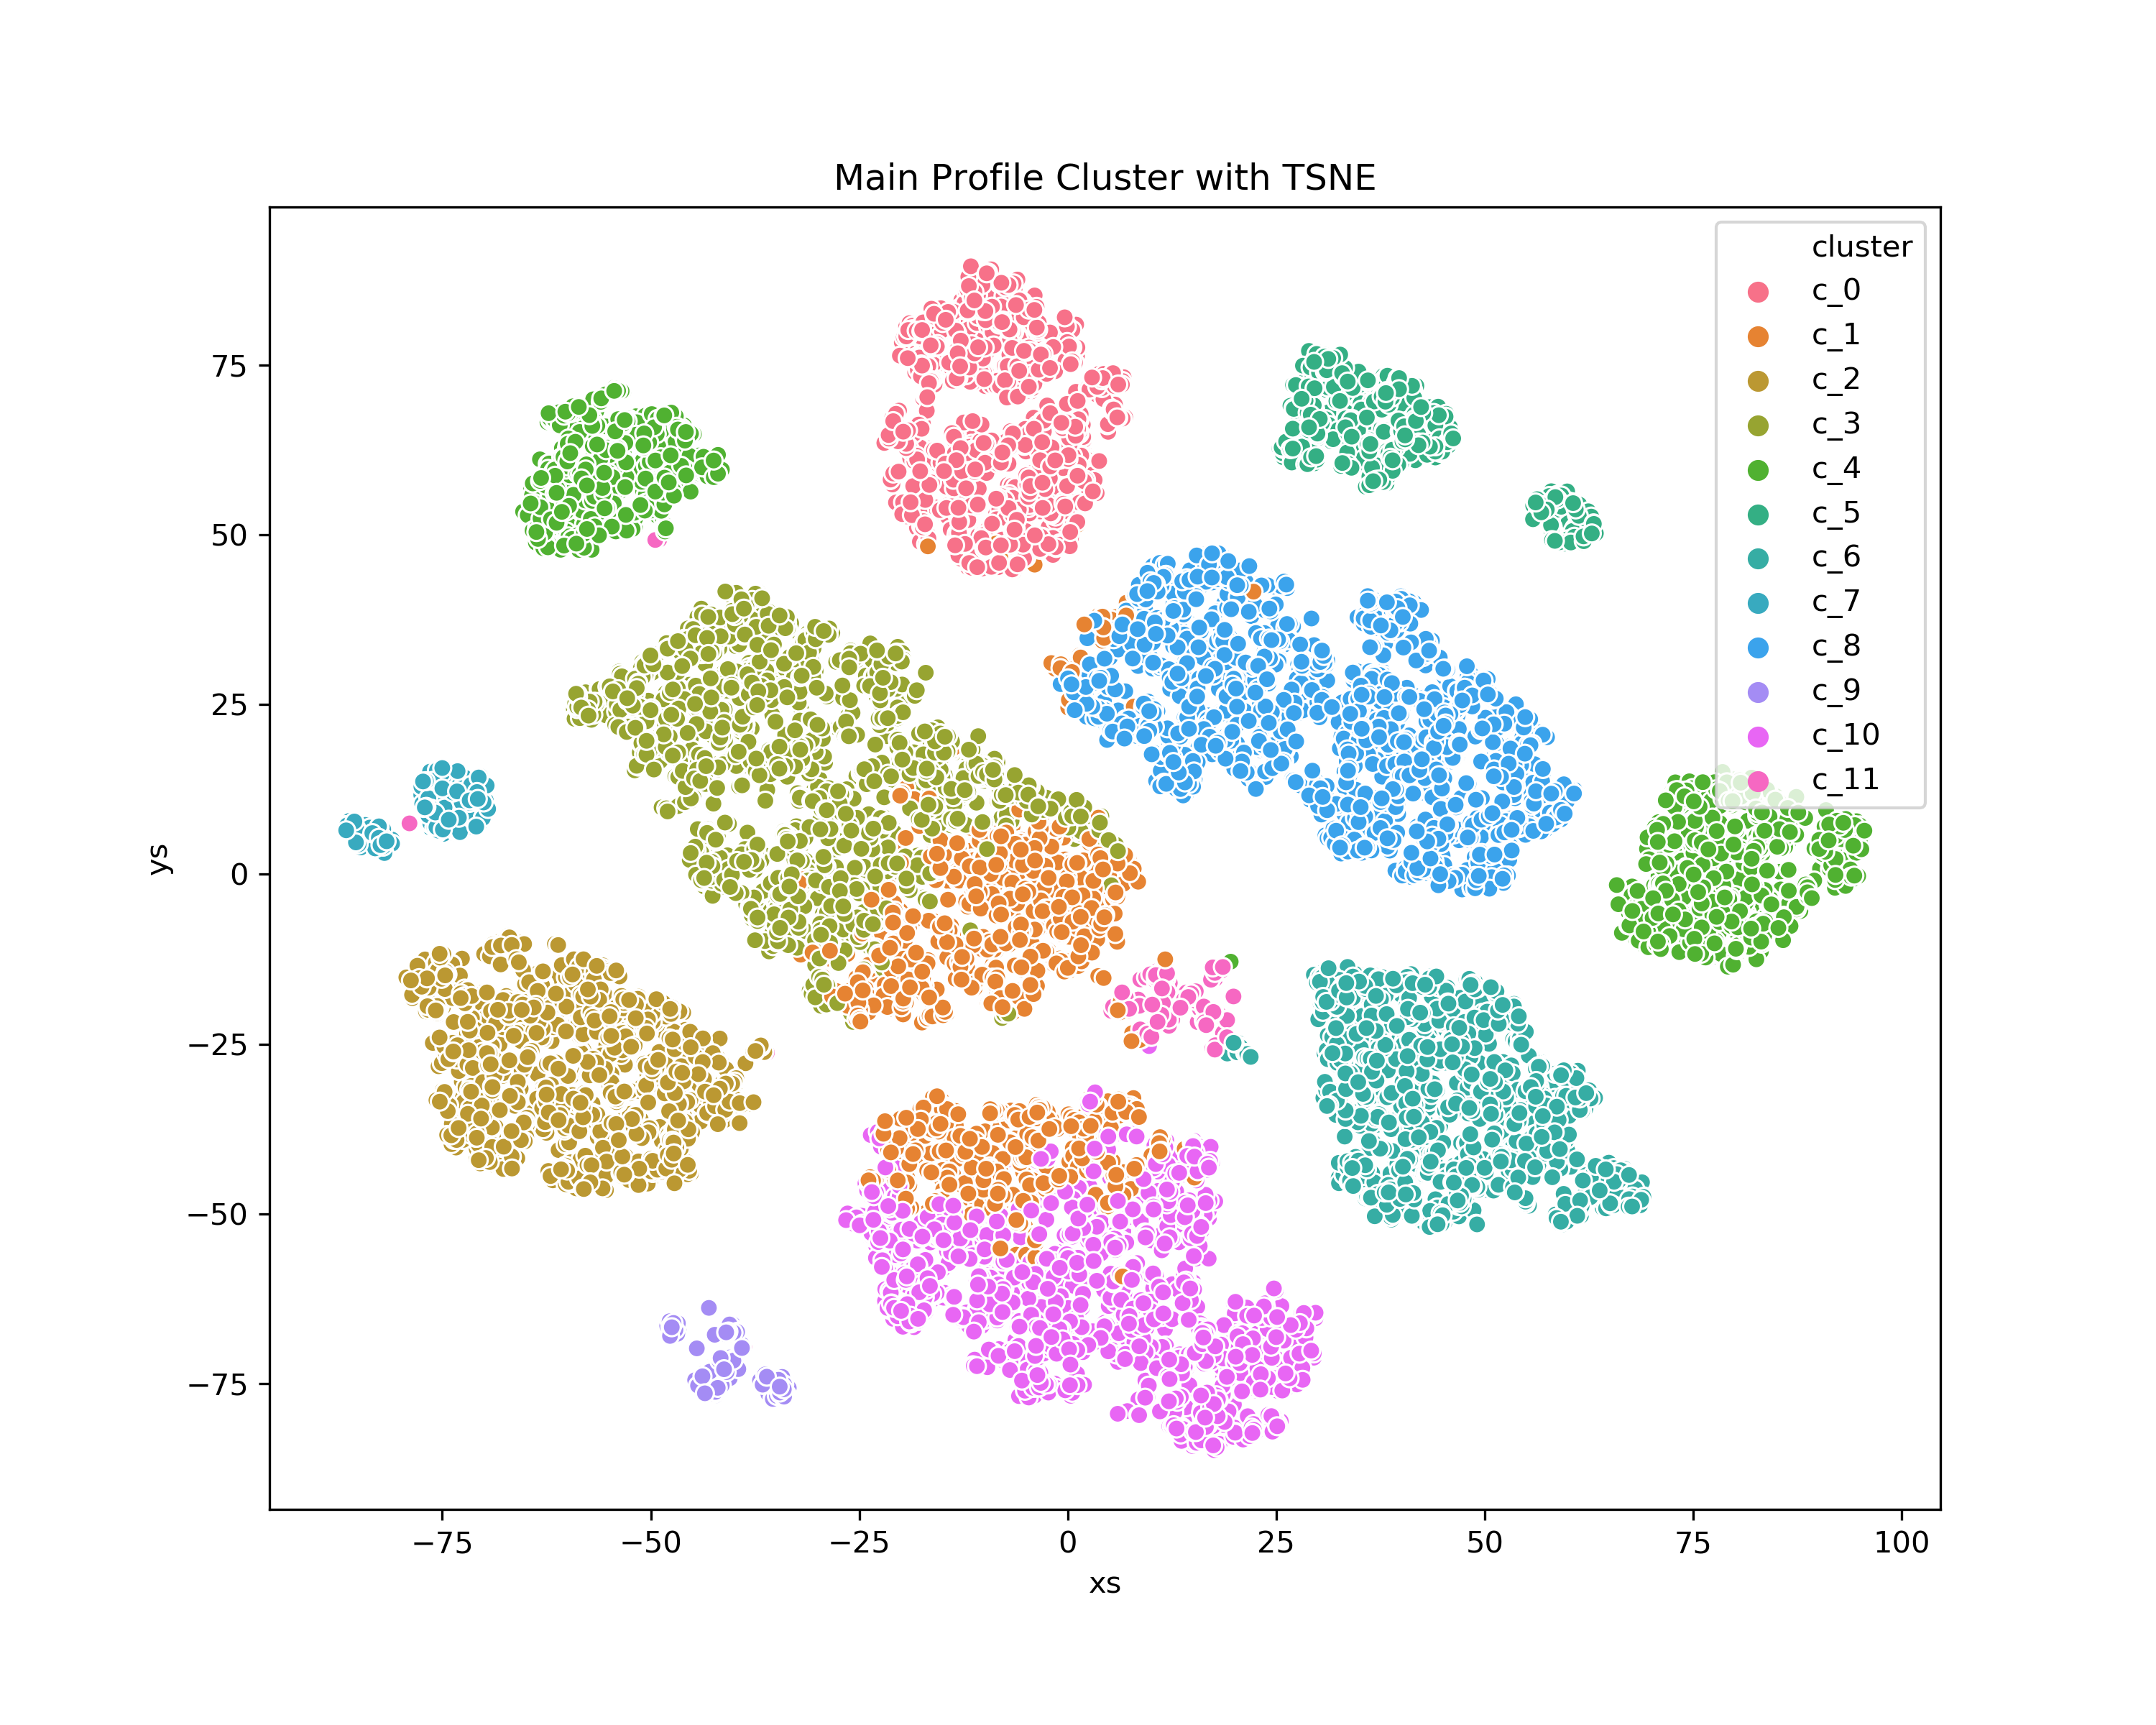 Main Profile Cluster with TSNE
cluster
c_0
c_1
c_2
c_3
c_4
c_5
c_6
c_7
c_8
c_9
c_10
c_11
75
50
25
0
−25
−50
−75
ys
−75
−50
−25
0
25
50
75
100
xs